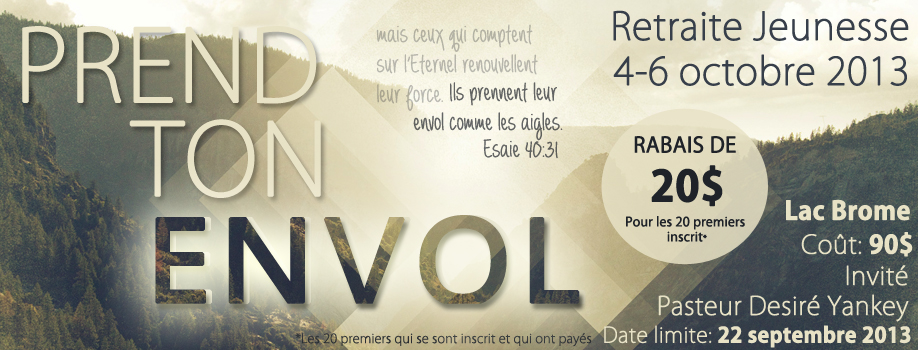 PREND
TON
ENVOL
mais ceux qui comptent
sur l'Eternel renouvellent
leur force. Ils prennent leur
envol comme les aigles.
Esaie 40:31
Retraite Jeunesse
4-6 octobre 2013
RABAIS DE
20$
Pour les 20 premiers
inscrit*
Lac Brome
Coût: 90$
Invité
Pasteur Desiré Yankey
Date limite: 22 septembre 2013
*Les 20 premiers qui se sont inscrit et qui ont payés